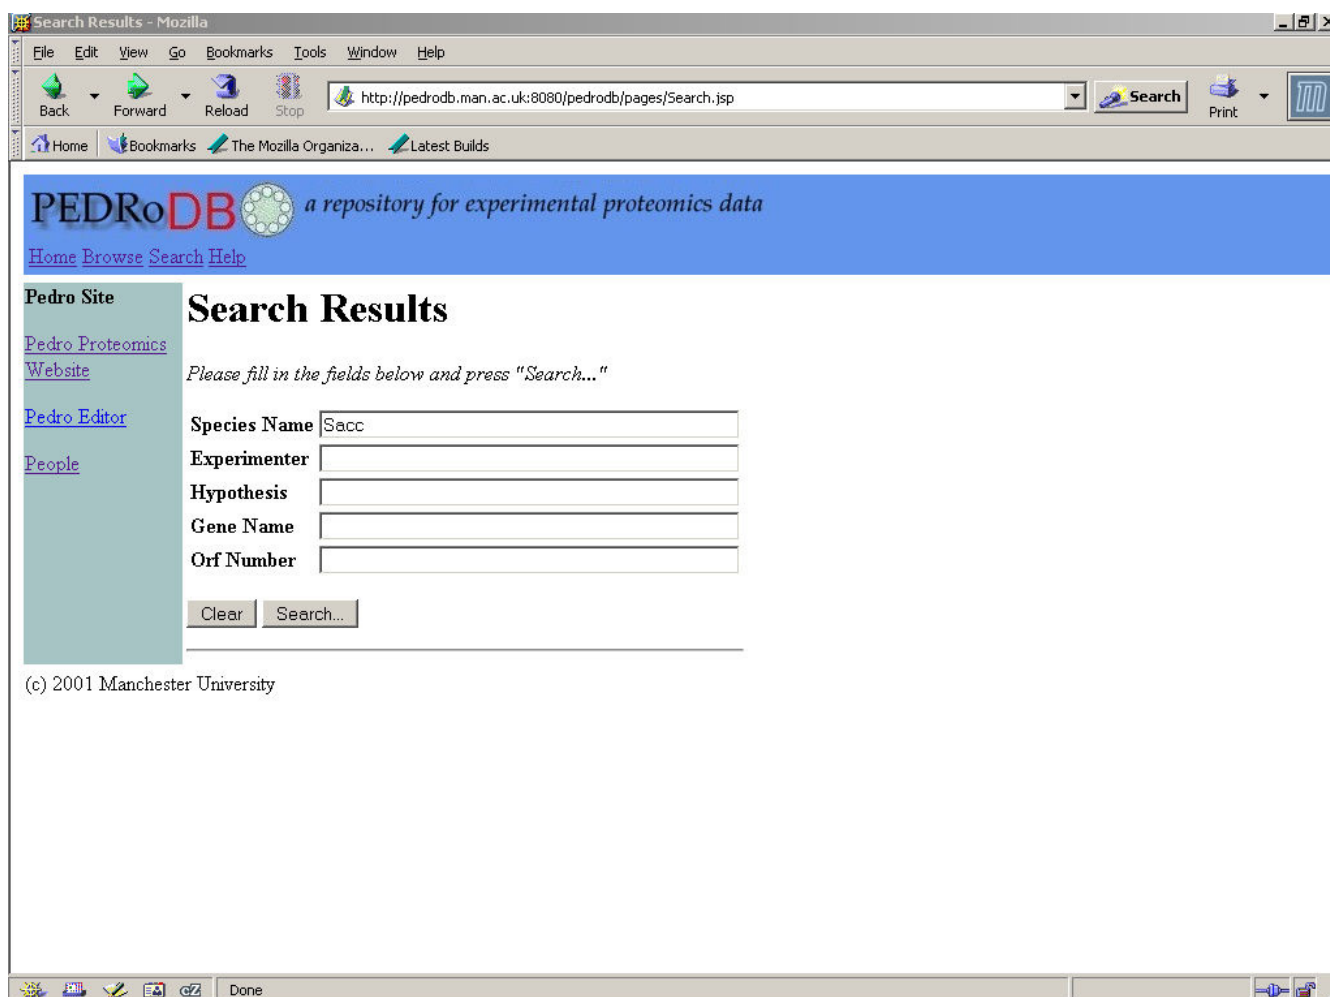 Search Results - Mozilla
File Edit View Go Bookmarks Tools Window Help
Back Forward Reload Stop http://pedrodb.man.ac.uk:8080/pedrodb/pages/Search.jsp Search Print
Home Bookmarks The Mozilla Organiza... Latest Builds
PEDRoDB a repository for experimental proteomics data
Home Browse Search Help
Pedro Site
Pedro Proteomics
Website
Pedro Editor
People
Search Results
Please fill in the fields below and press "Search..."
Species Name Sacc
Experimenter
Hypothesis
Gene Name
Orf Number
Clear Search...
(c) 2001 Manchester University
Done